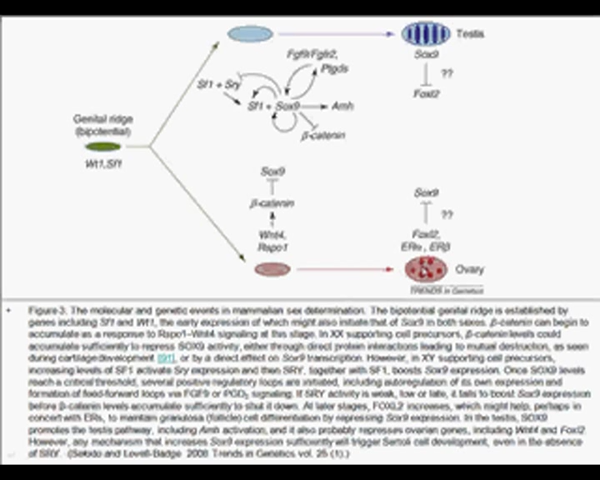 Testis
Sox9
??
Foxl2
Fgf9/Fgfr2,
Ptgds
Sf1 + Sry
Sf1 + Sox9
Amh
β-catenin
Genital ridge
(bipotential)
Wt1,Sf1
Sox9
β-catenin
Wnt4,
Rspo1
Sox9
??
Foxl2,
ERα , ERβ
Ovary
TRENDS in Genetics
• Figure 3. The molecular and genetic events in mammalian sex determination. The bipotential genital ridge is established by
genes including Sf1 and Wt1, the early expression of which might also initiate that of Sox9 in both sexes. β-catenin can begin to
accumulate as a response to Rspo1–Wnt4 signaling at this stage. In XX supporting cell precursors, β-catenin levels could
accumulate sufficiently to repress SOX9 activity, either through direct protein interactions leading to mutual destruction, as seen
during cartilage development [91], or by a direct effect on Sox9 transcription. However, in XY supporting cell precursors,
increasing levels of SF1 activate Sry expression and then SRY, together with SF1, boosts Sox9 expression. Once SOX9 levels
reach a critical threshold, several positive regulatory loops are initiated, including autoregulation of its own expression and
formation of feed-forward loops via FGF9 or PGD₂ signaling. If SRY activity is weak, low or late, it fails to boost Sox9 expression
before β-catenin levels accumulate sufficiently to shut it down. At later stages, FOXL2 increases, which might help, perhaps in
concert with ERs, to maintain granulosa (follicle) cell differentiation by repressing Sox9 expression. In the testis, SOX9
promotes the testis pathway, including Amh activation, and it also probably represses ovarian genes, including Wnt4 and Foxl2.
However, any mechanism that increases Sox9 expression sufficiently will trigger Sertoli cell development, even in the absence
of SRY. (Sekido and Lovell-Badge 2008 Trends in Genetics vol. 25 (1).)